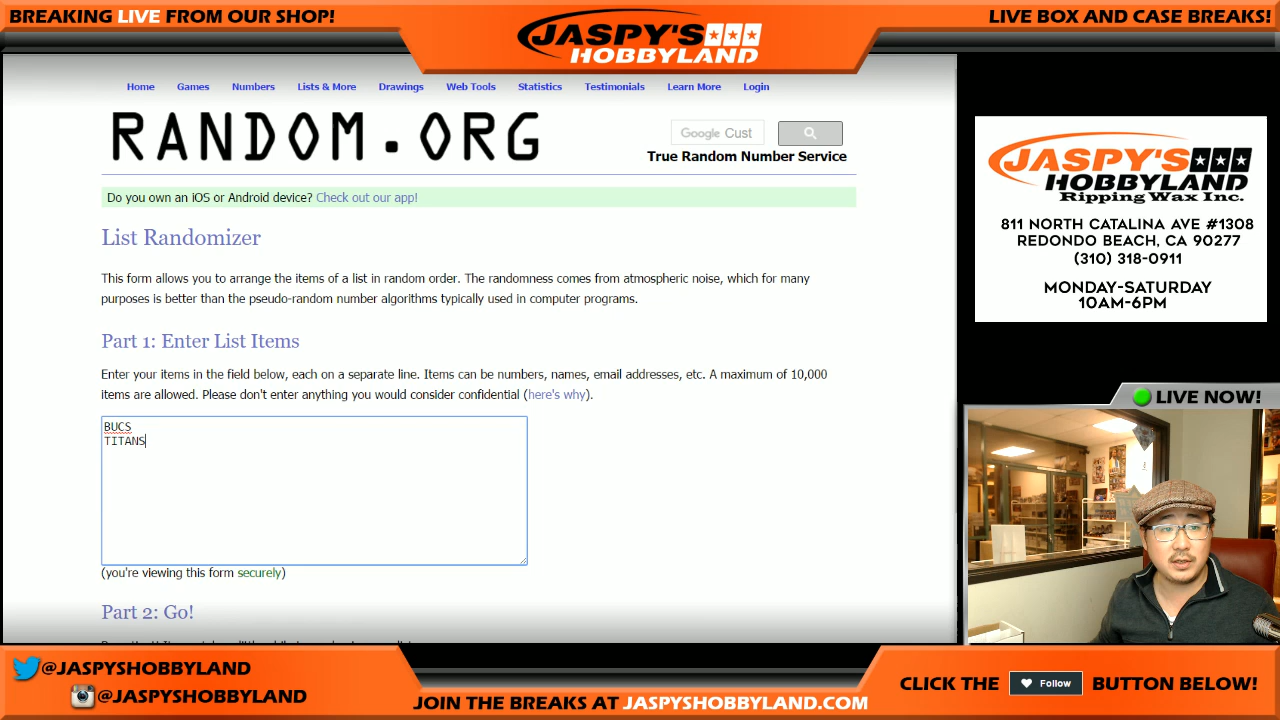 BREAKING LIVE FROM OUR SHOP!
JASPY'S
HOBBYLAND
LIVE BOX AND CASE BREAKS!
Home Games Numbers Lists & More Drawings Web Tools Statistics Testimonials Learn More Login
RANDOM.ORG
Google Cust
True Random Number Service
Do you own an iOS or Android device? Check out our app!
List Randomizer
This form allows you to arrange the items of a list in random order. The randomness comes from atmospheric noise, which for many
purposes is better than the pseudo-random number algorithms typically used in computer programs.
Part 1: Enter List Items
Enter your items in the field below, each on a separate line. Items can be numbers, names, email addresses, etc. A maximum of 10,000
items are allowed. Please don't enter anything you would consider confidential (here's why).
BUCS
TITANS
(you're viewing this form securely)
Part 2: Go!
JASPY'S
HOBBYLAND
Ripping Wax Inc.
811 NORTH CATALINA AVE #1308
REDONDO BEACH, CA 90277
(310) 318-0911
MONDAY-SATURDAY
10AM-6PM
LIVE NOW!
@JASPYSHOBBYLAND
@JASPYSHOBBYLAND
JOIN THE BREAKS AT JASPYSHOBBYLAND.COM
CLICK THE Follow BUTTON BELOW!